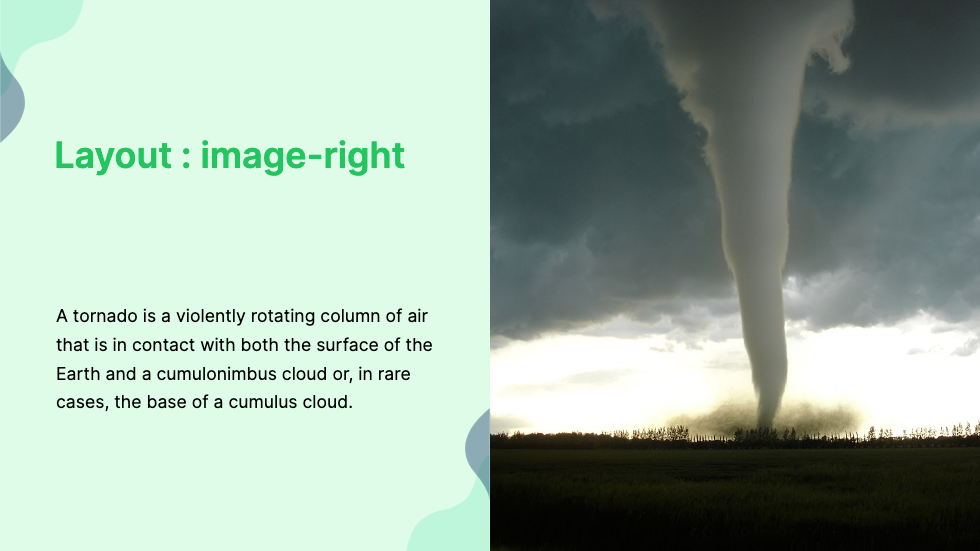 Layout : image-right
A tornado is a violently rotating column of air
that is in contact with both the surface of the
Earth and a cumulonimbus cloud or, in rare
cases, the base of a cumulus cloud.